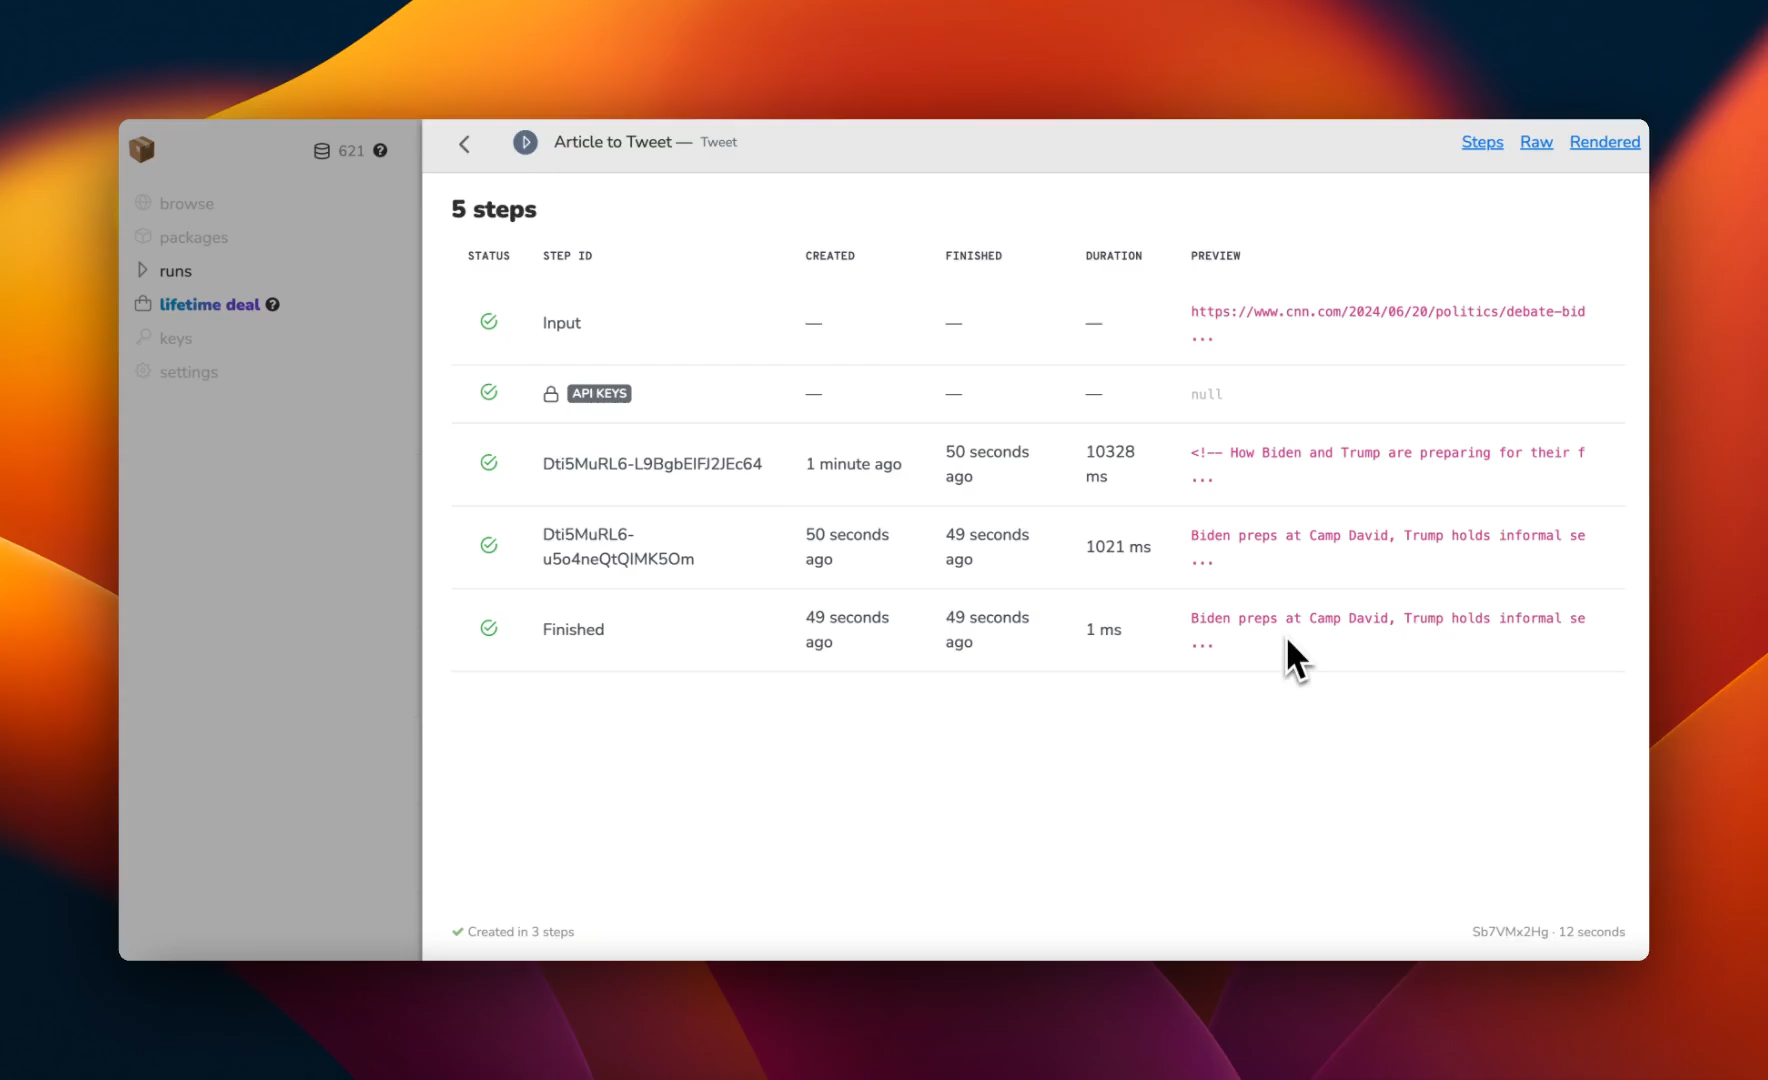 621
browse
packages
runs
lifetime deal
keys
settings
Article to Tweet — Tweet
Steps Raw Rendered
5 steps
STATUS STEP ID CREATED FINISHED DURATION PREVIEW
Input — — — https://www.cnn.com/2024/06/20/politics/debate-bid
...
API KEYS — — — null
Dti5MuRL6-L9BgbEIFJ2JEc64 1 minute ago 50 seconds ago 10328 ms <!-- How Biden and Trump are preparing for their f
...
Dti5MuRL6-
u5o4neQtQIMK5Om 50 seconds ago 49 seconds ago 1021 ms Biden preps at Camp David, Trump holds informal se
...
Finished 49 seconds ago 49 seconds ago 1 ms Biden preps at Camp David, Trump holds informal se
...
Created in 3 steps
Sb7VMx2Hg · 12 seconds